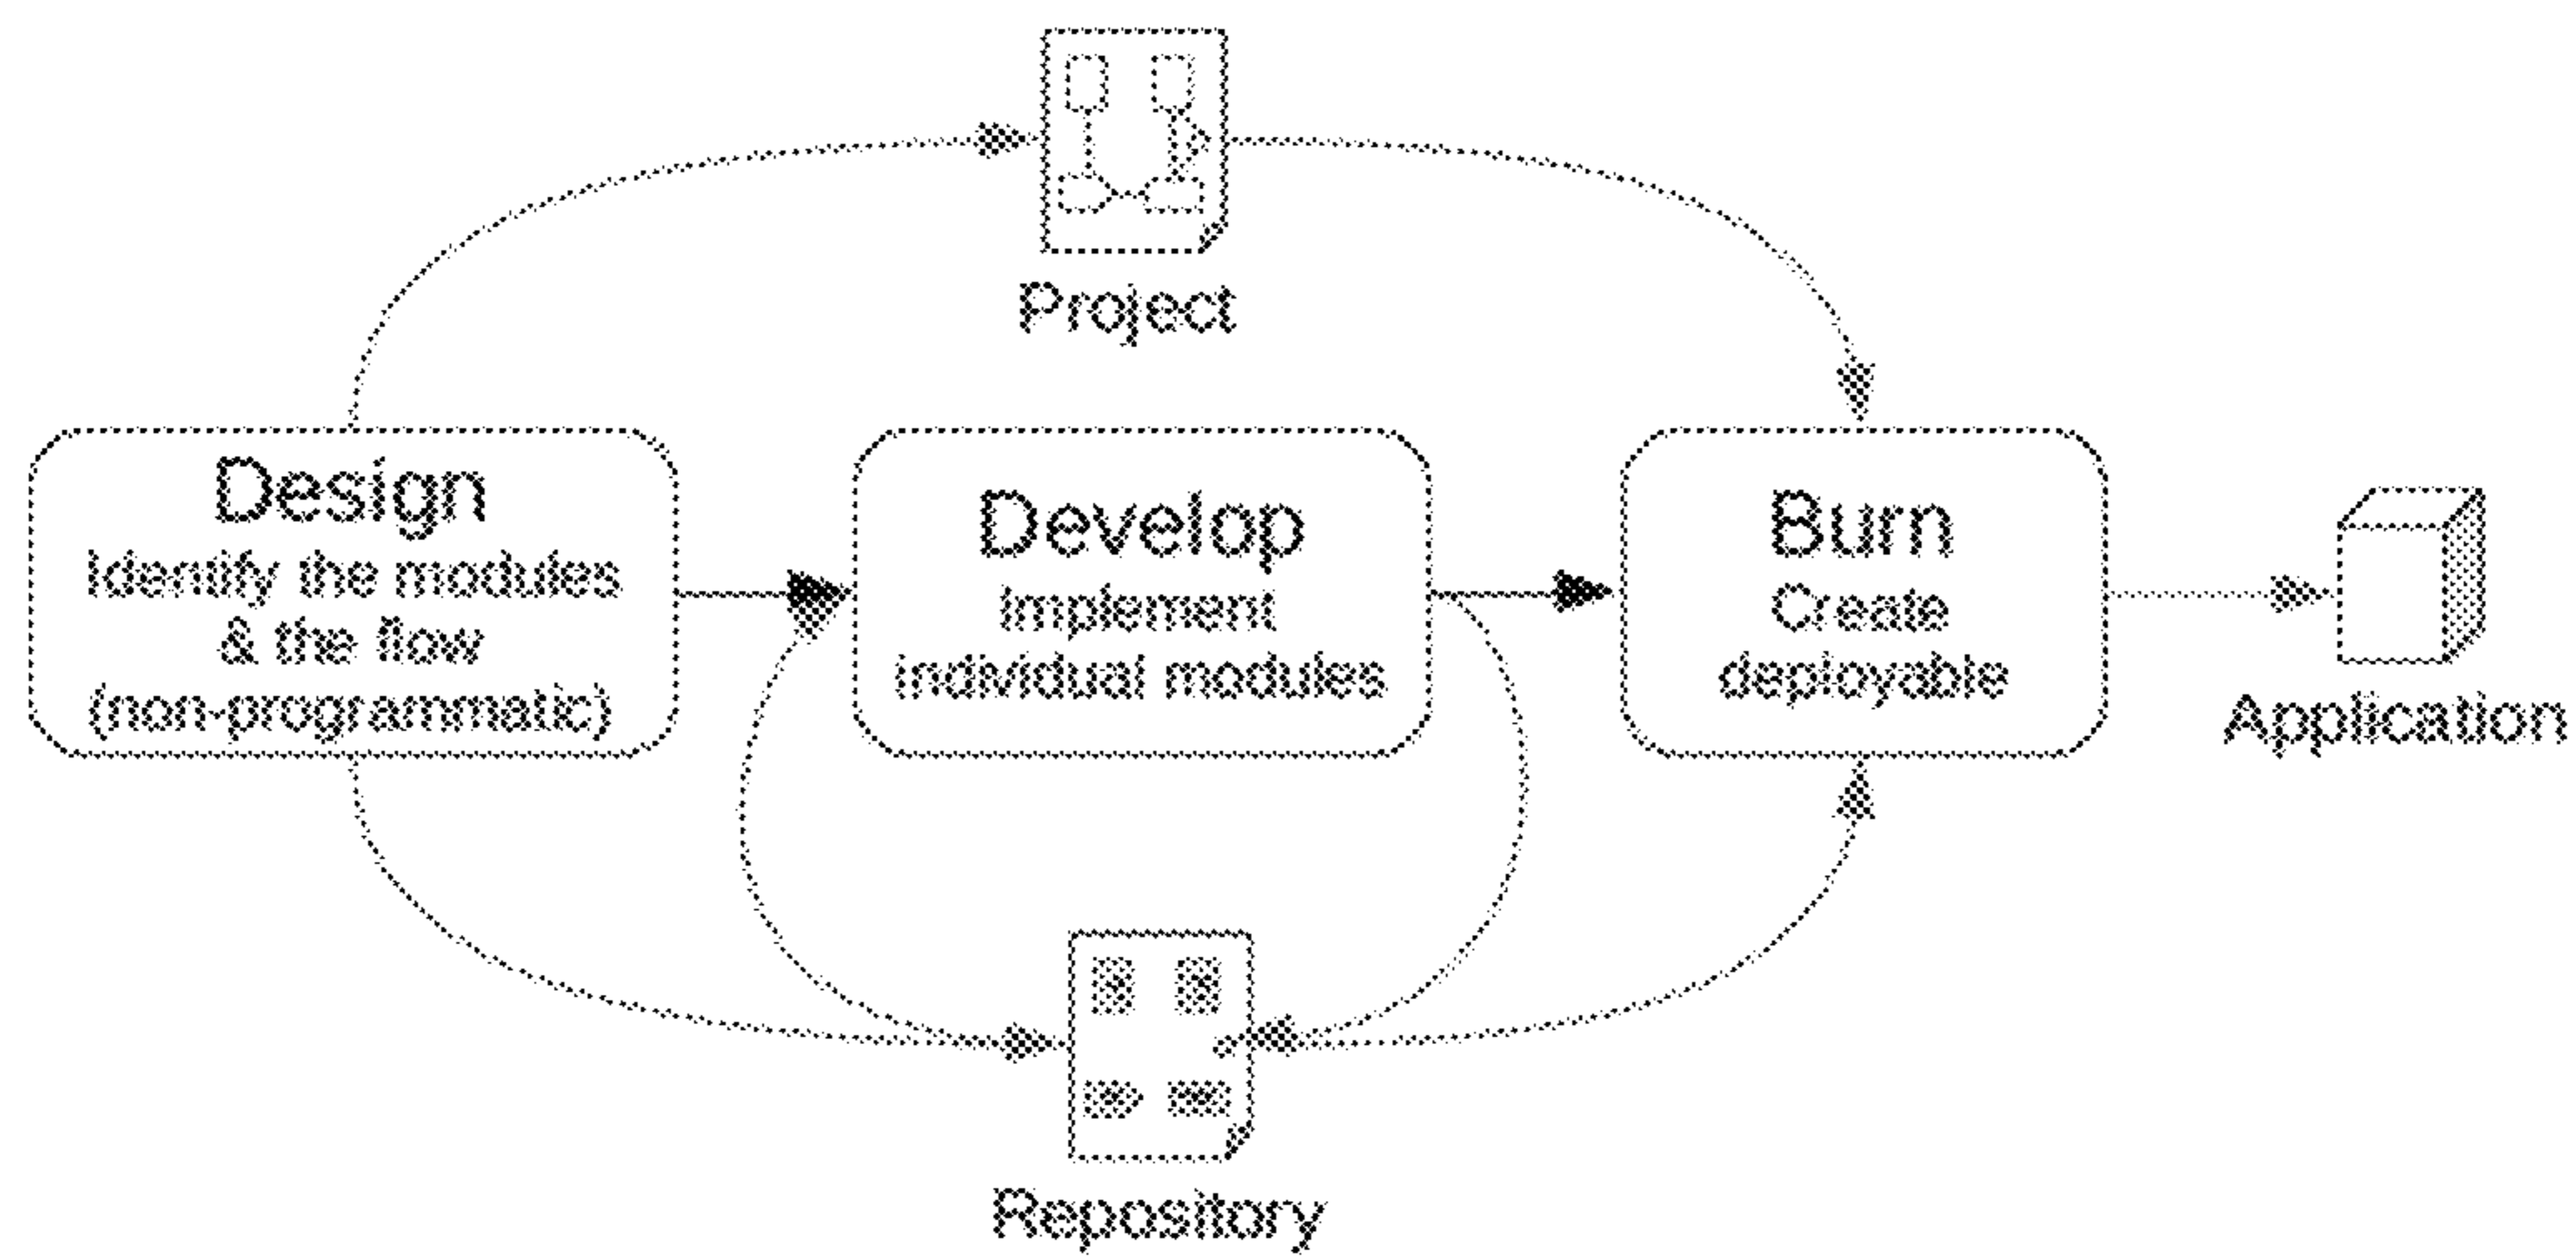 Project
Design
Identify the modules
& the flow
(non-programmatic)
Develop
Implement
individual modules
Burn
Create
deployable
Application
Repository